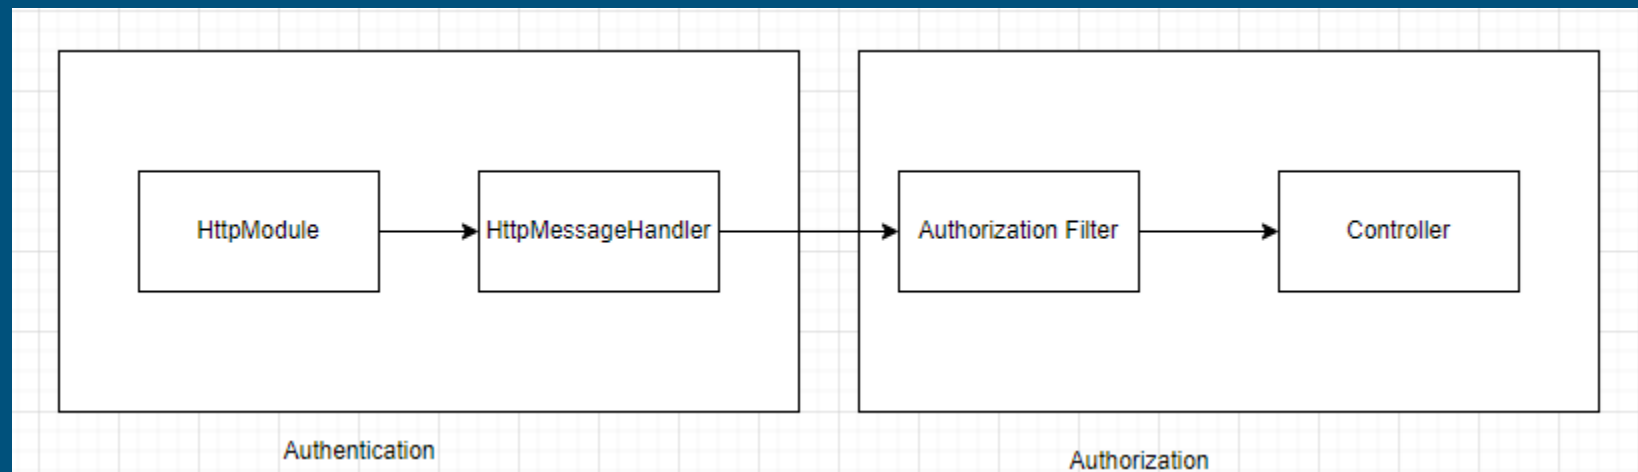 HttpModule
HttpMessageHandler
Authorization Filter
Controller
Authentication
Authorization